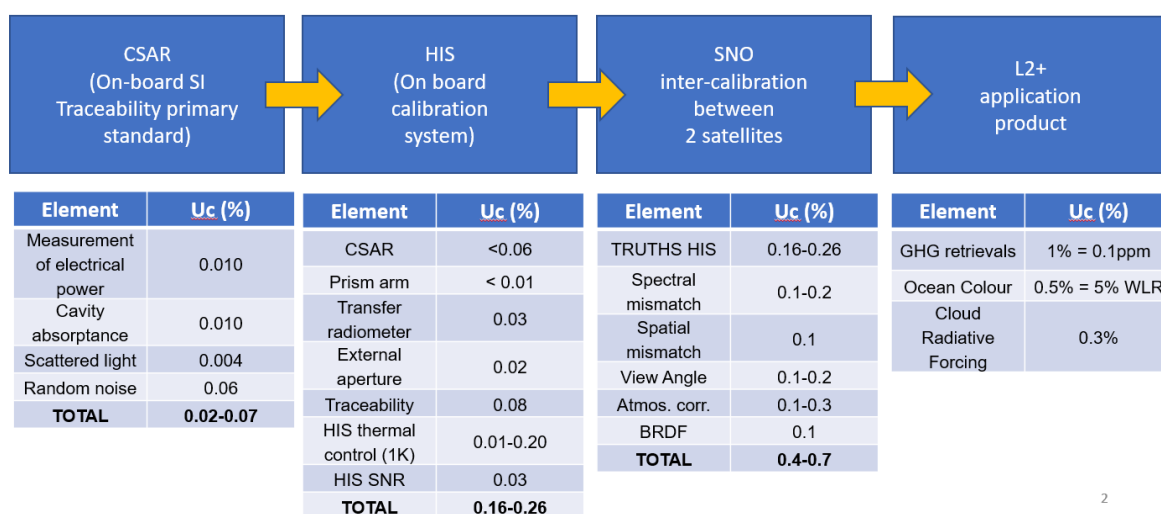 CSAR
(On-board SI
Traceability primary
standard)
HIS
(On board
calibration
system)
SNO
inter-calibration
between
2 satellites
L2+
application
product
Element Uc (%)
Measurement
of electrical
power
0.010
Cavity
absorptance
0.010
Scattered light 0.004
Random noise 0.06
TOTAL 0.02-0.07
Element Uc (%)
CSAR <0.06
Prism arm < 0.01
Transfer
radiometer
0.03
External
aperture
0.02
Traceability 0.08
HIS thermal
control (1K)
0.01-0.20
HIS SNR 0.03
TOTAL 0.16-0.26
Element Uc (%)
TRUTHS HIS 0.16-0.26
Spectral
mismatch
0.1-0.2
Spatial
mismatch
0.1
View Angle 0.1-0.2
Atmos. corr. 0.1-0.3
BRDF 0.1
TOTAL 0.4-0.7
Element Uc (%)
GHG retrievals 1% = 0.1ppm
Ocean Colour 0.5% = 5% WLR
Cloud
Radiative
Forcing
0.3%
2